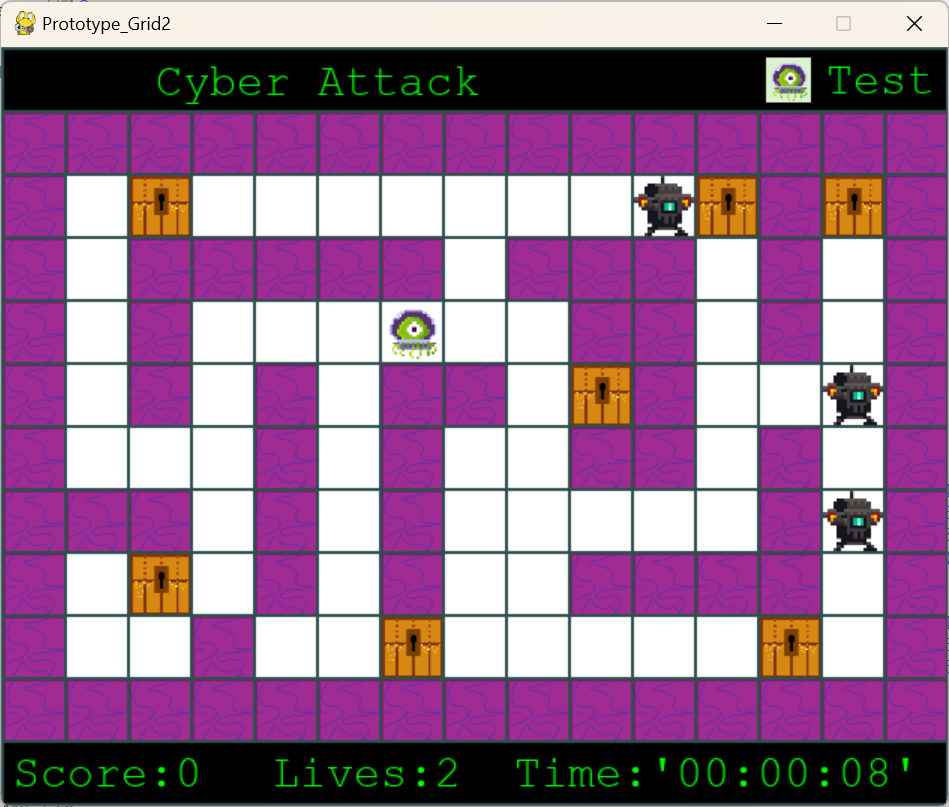 Prototype_Grid2
Cyber Attack
Test
Score:0 Lives:2 Time:'00:00:08'